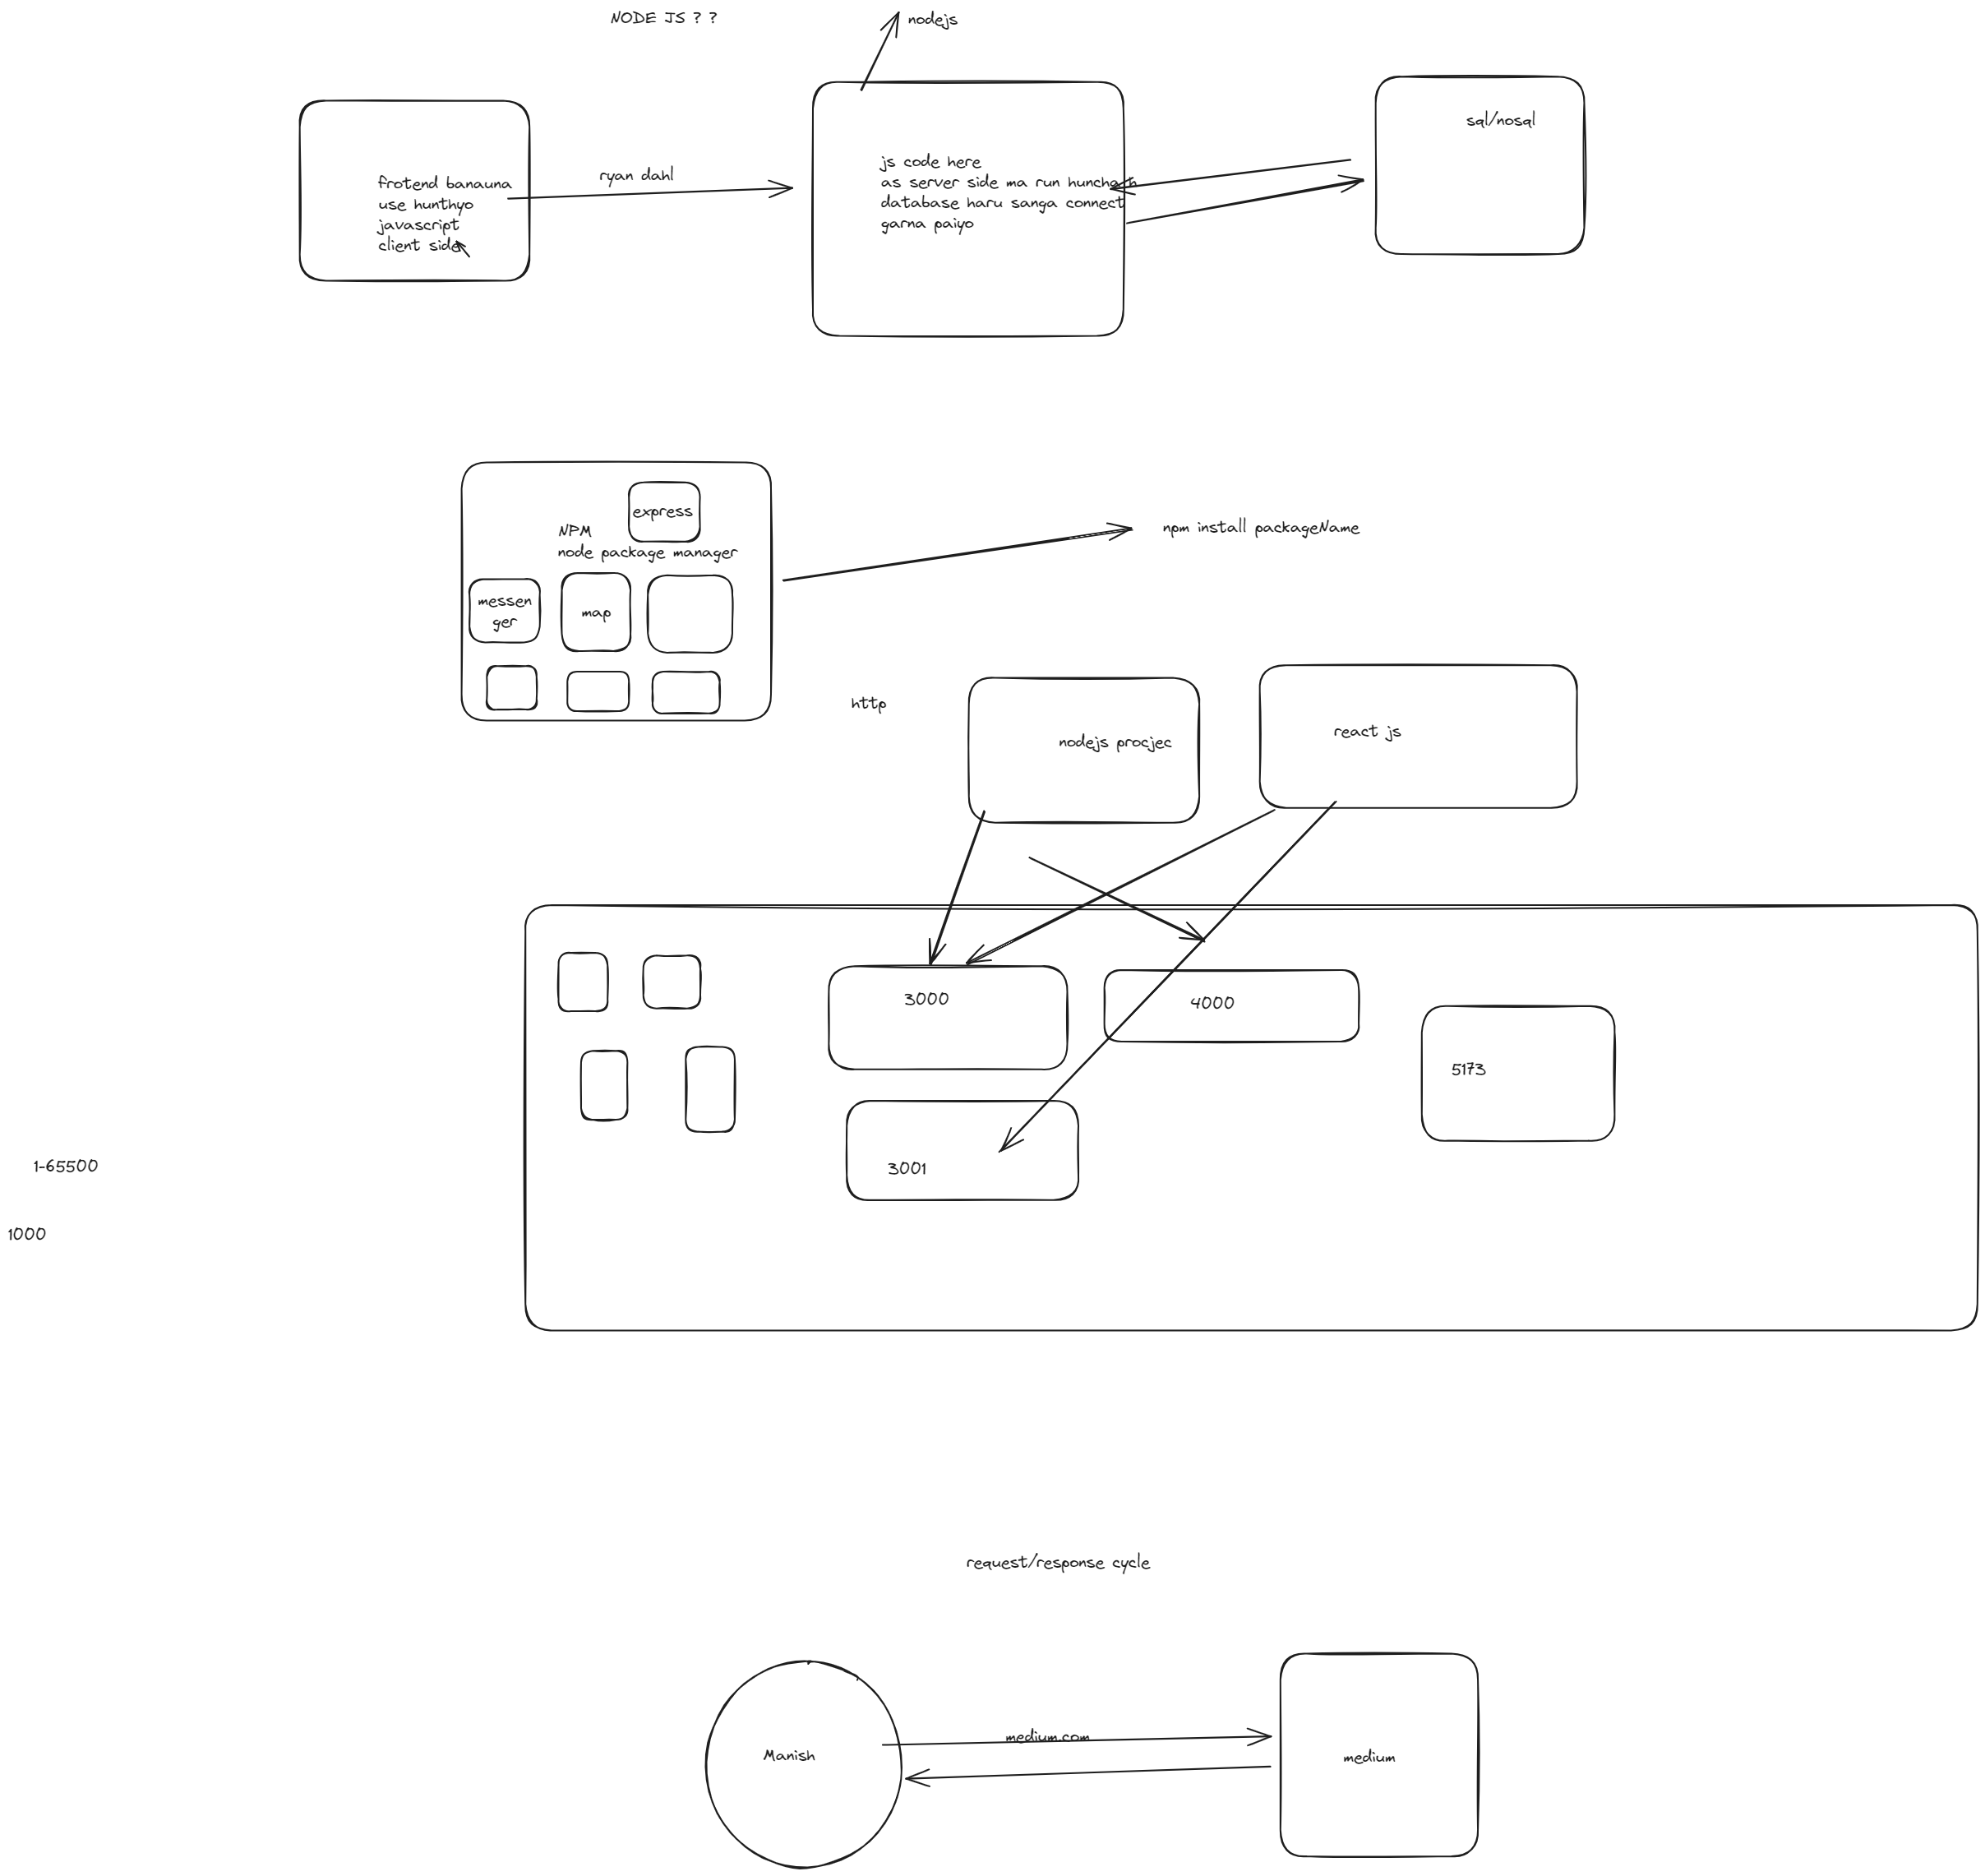 NODE JS ? ?
nodejs
frotend banauna
use hunthyo
javascript
client side
ryan dahl
js code here
as server side ma run huncha h
database haru sanga connect
garna paiyo
sql/nosql
express
NPM
node package manager
messen
ger
map
npm install packageName
http
nodejs procjec
react js
3000
4000
5173
3001
1-65500
1000
request/response cycle
Manish
medium.com
medium